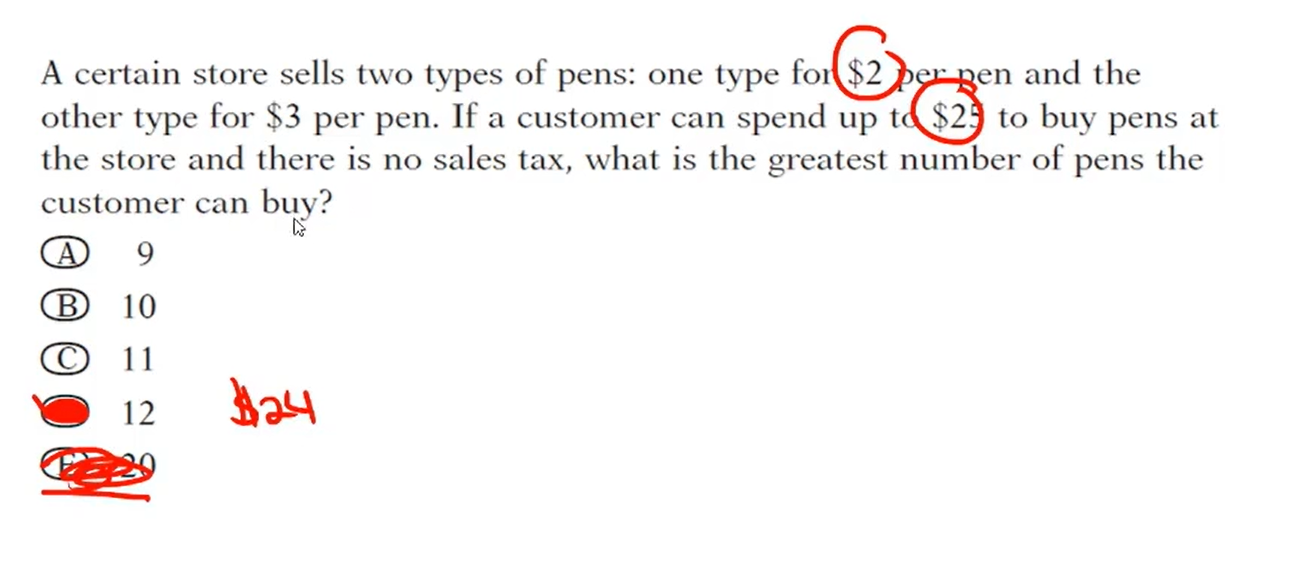 A certain store sells two types of pens: one type for $2 per pen and the
other type for $3 per pen. If a customer can spend up to $25 to buy pens at
the store and there is no sales tax, what is the greatest number of pens the
customer can buy?
A 9
B 10
C 11
12 $24
E 20